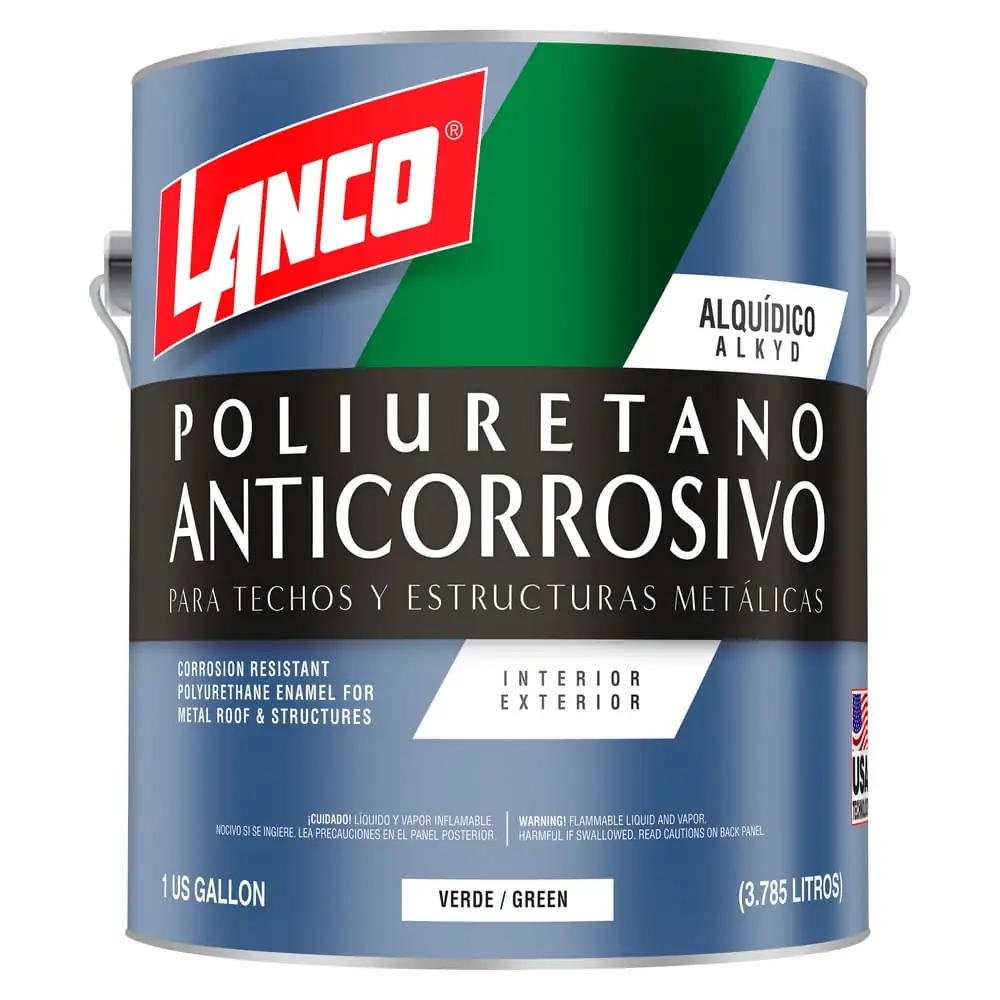 LANCO®
ALQUÍDICO
ALKYD
POLIURETANO
ANTICORROSIVO
PARA TECHOS Y ESTRUCTURAS METÁLICAS
CORROSION RESISTANT
POLYURETHANE ENAMEL FOR
METAL ROOF & STRUCTURES
INTERIOR
EXTERIOR
USA
¡CUIDADO! LÍQUIDO Y VAPOR INFLAMABLE.
NOCIVO SI SE INGIERE. LEA PRECAUCIONES EN EL PANEL POSTERIOR.
WARNING! FLAMMABLE LIQUID AND VAPOR.
HARMFUL IF SWALLOWED. READ CAUTIONS ON BACK PANEL
1 US GALLON
VERDE / GREEN
(3.785 LITROS)